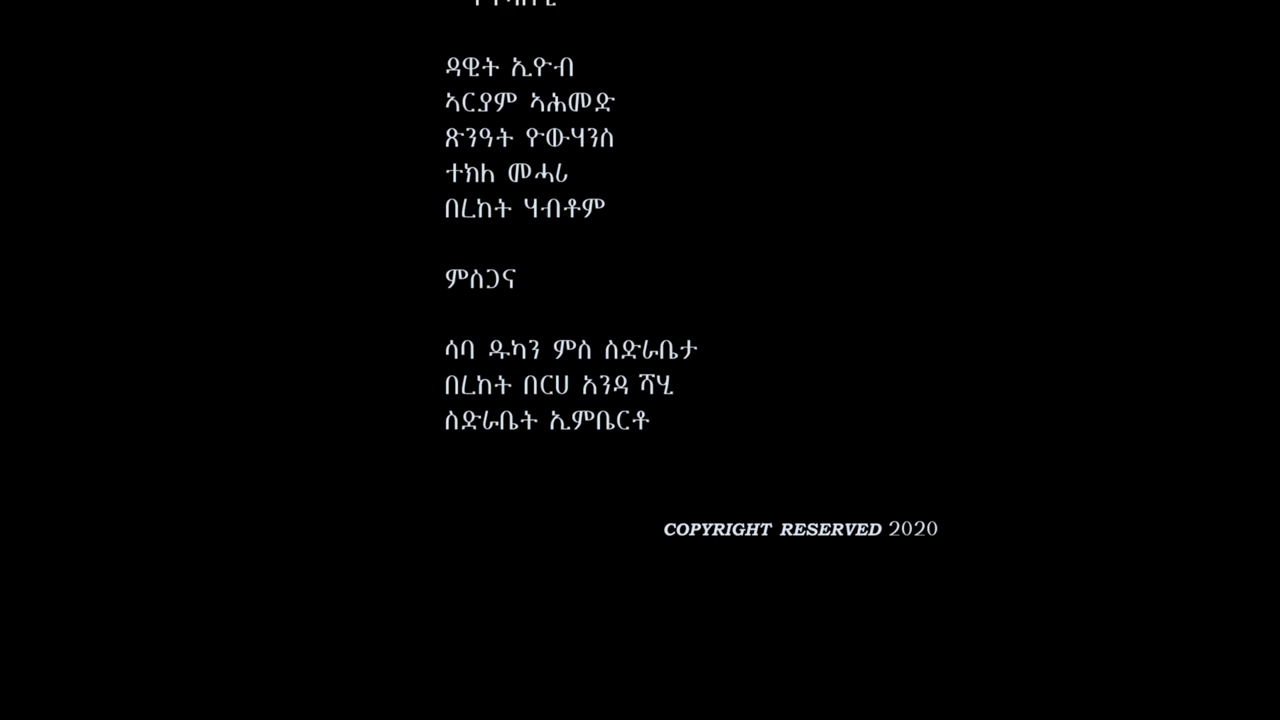 ዳዊት ኢዮብ
ኣርያም ኣሕመድ
ጽንዓት ዮውሃንስ
ተክለ መሓሪ
በረከት ሃብቶም
ምስጋና
ሳባ ዱካን ምስ ስድራቤታ
በረከት በርሀ አንዳ ሻሂ
ስድራቤት ኢምቤርቶ
COPYRIGHT RESERVED 2020